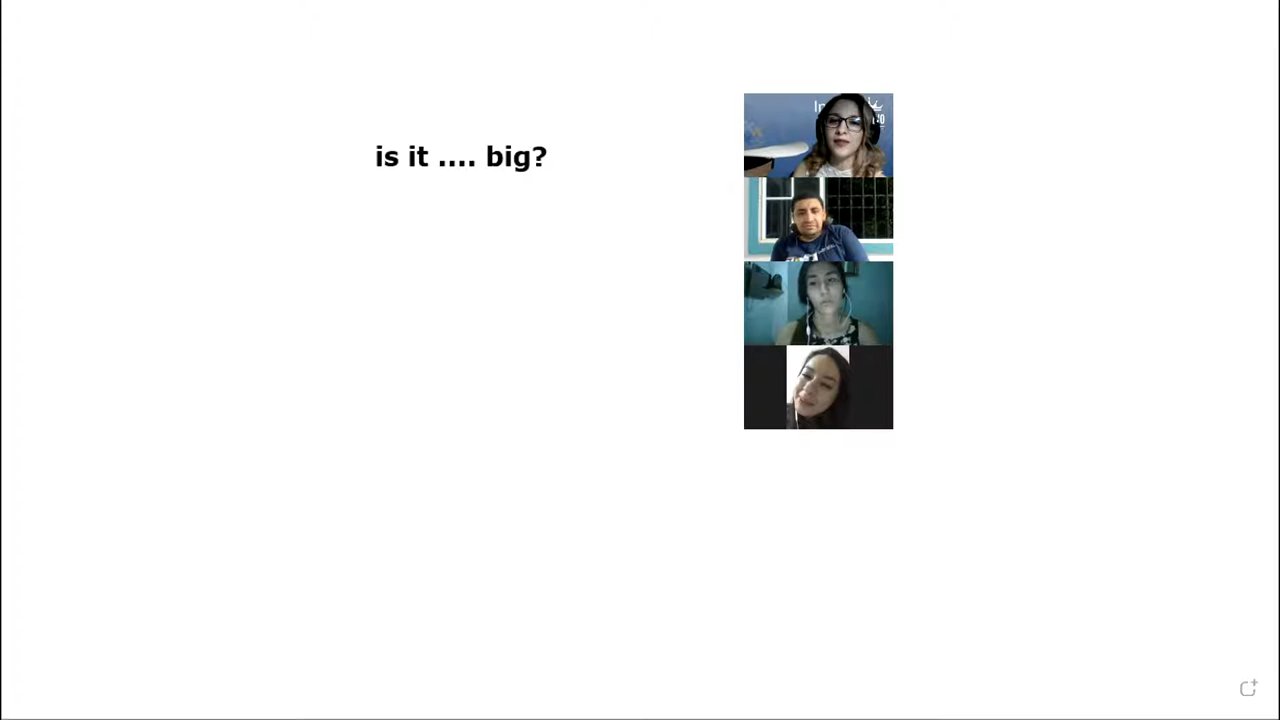 is it .... big?